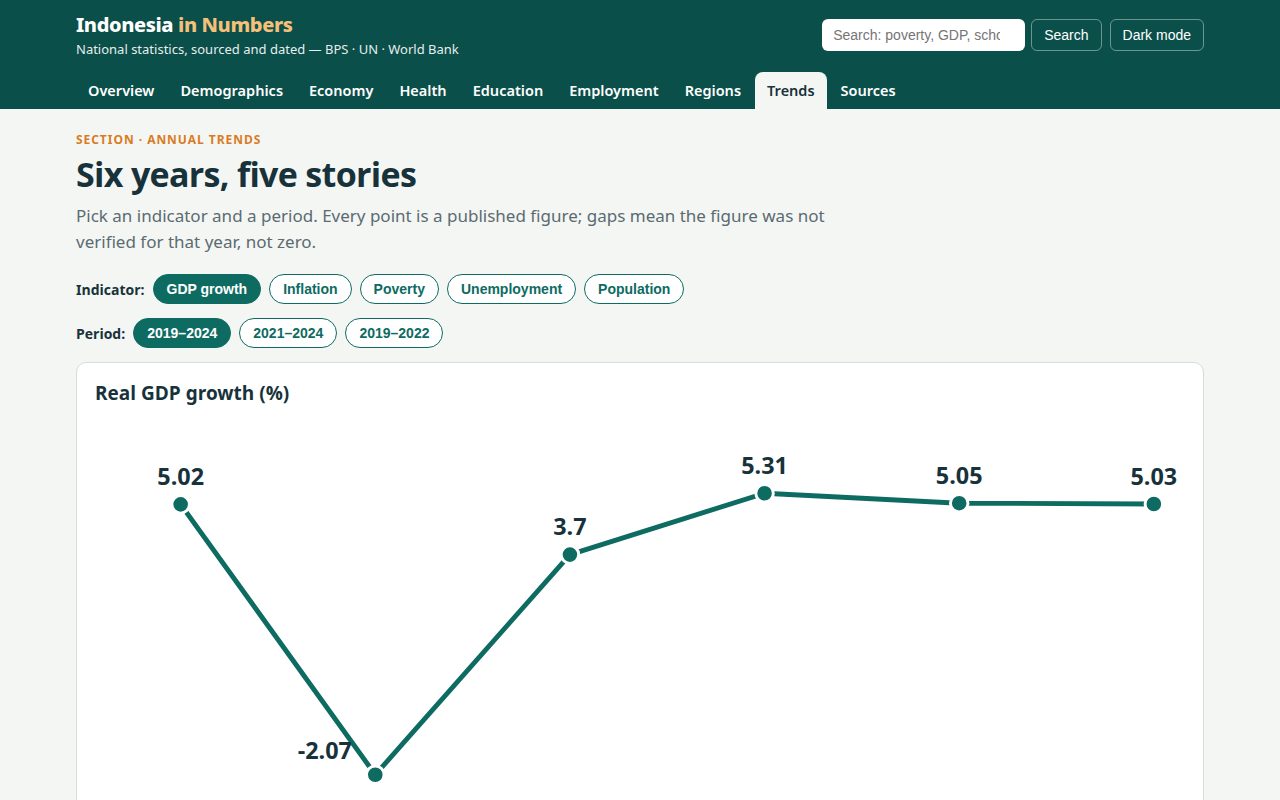 Indonesia in Numbers
National statistics, sourced and dated — BPS · UN · World Bank
Search: poverty, GDP, scho
Search
Dark mode
Overview Demographics Economy Health Education Employment Regions Trends Sources
SECTION · ANNUAL TRENDS
Six years, five stories
Pick an indicator and a period. Every point is a published figure; gaps mean the figure was not
verified for that year, not zero.
Indicator: GDP growth Inflation Poverty Unemployment Population
Period: 2019–2024 2021–2024 2019–2022
Real GDP growth (%)
5.02
-2.07
3.7
5.31
5.05
5.03